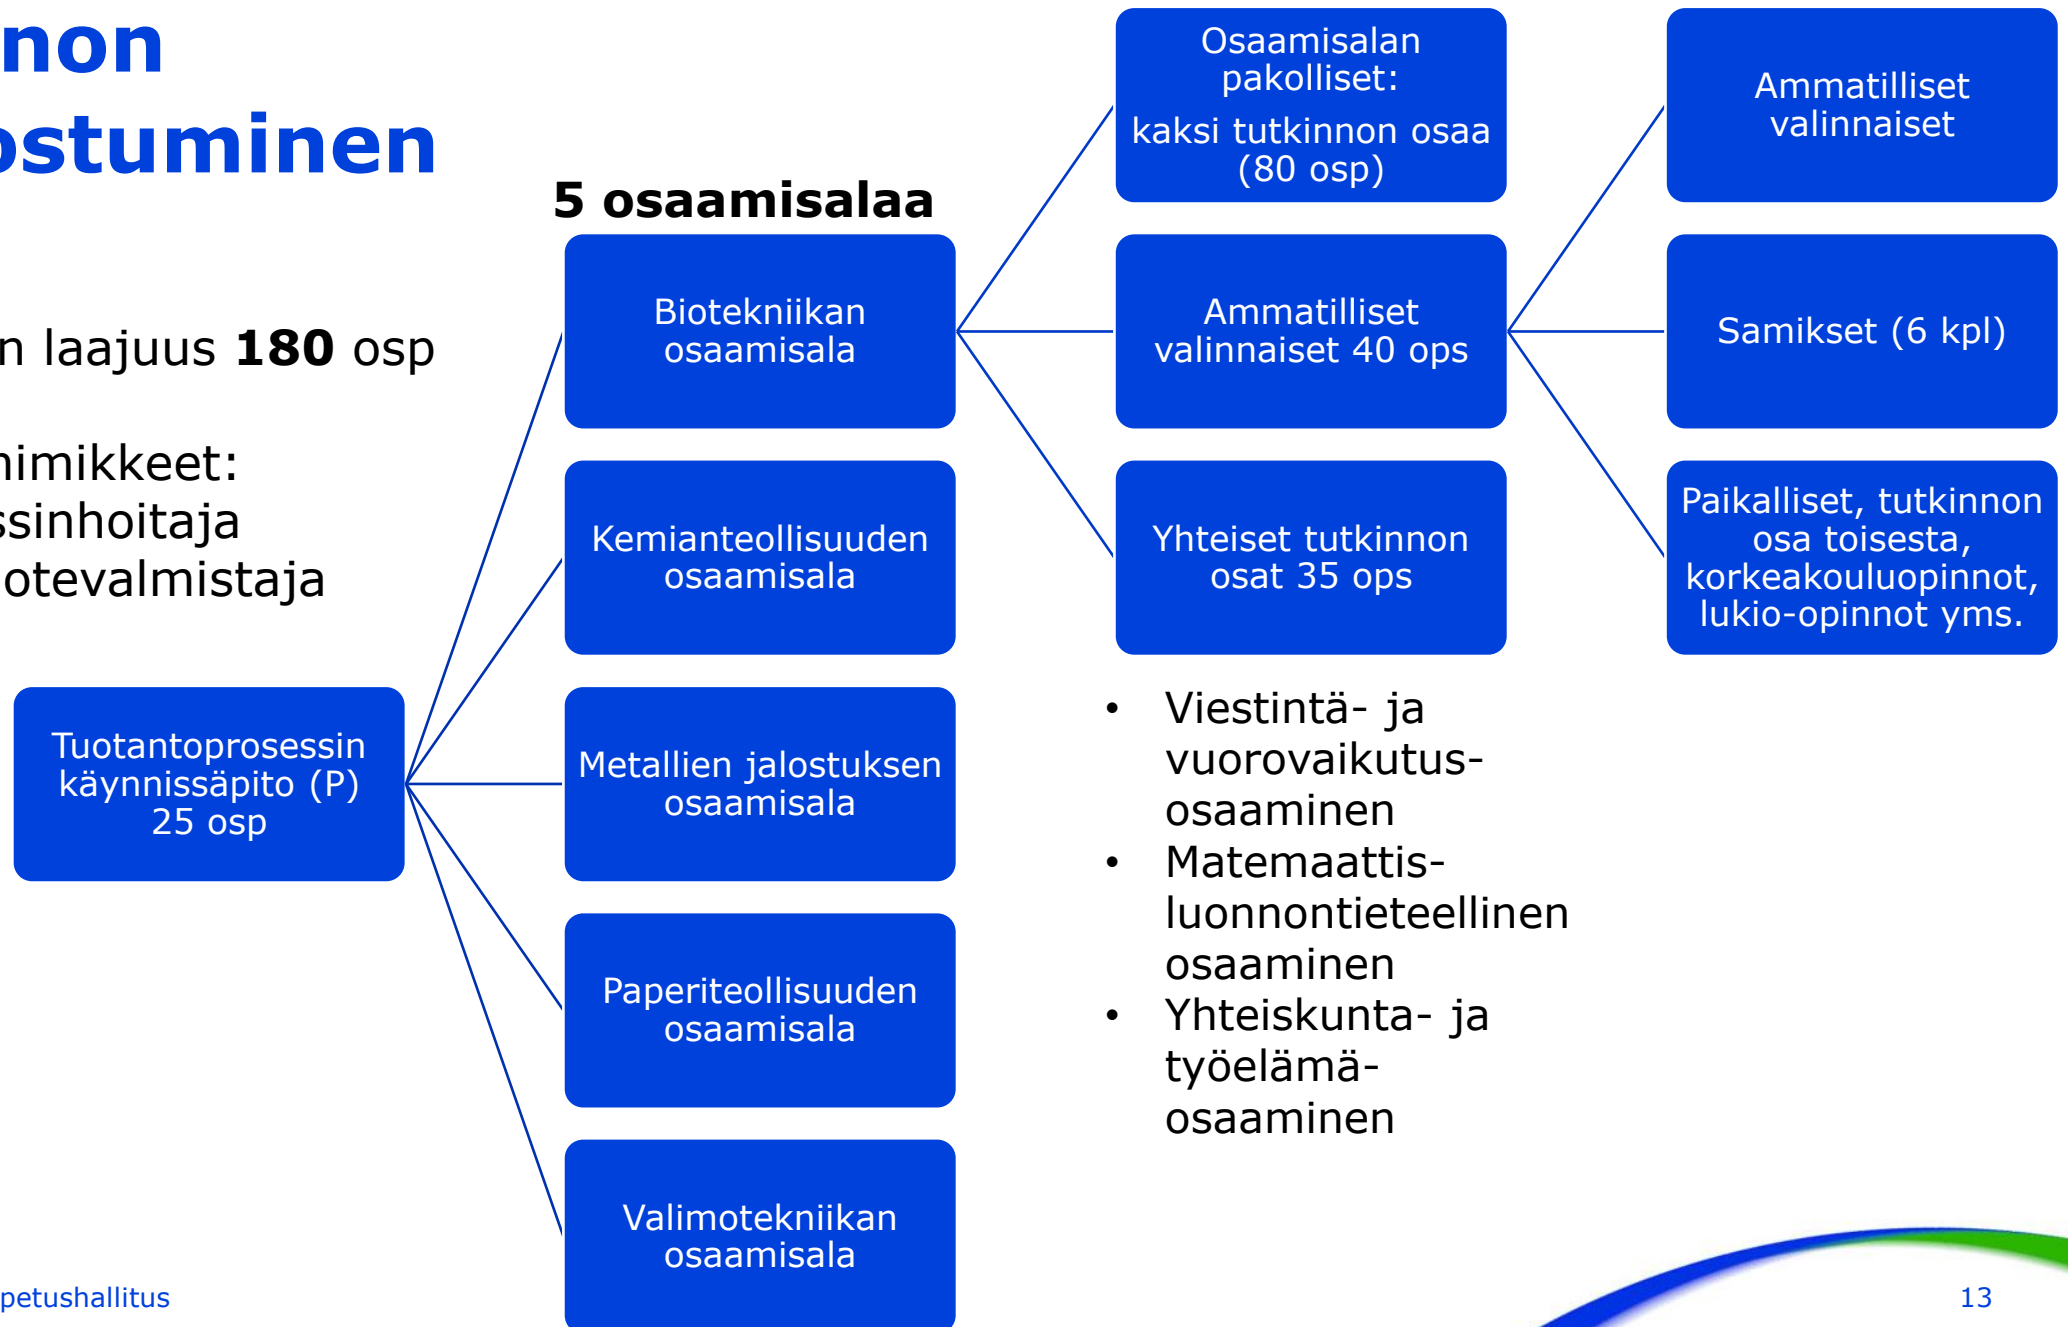 non
ostuminen
n laajuus 180 osp
nimikkeet:
ssinhoitaja
otevalmistaja
Tuotantoprosessin
käynnissäpito (P)
25 osp
5 osaamisalaa
Biotekniikan
osaamisala
Kemianteollisuuden
osaamisala
Metallien jalostuksen
osaamisala
Paperiteollisuuden
osaamisala
Valimotekniikan
osaamisala
Osaamisalan
pakolliset:
kaksi tutkinnon osaa
(80 osp)
Ammatilliset
valinnaiset 40 ops
Yhteiset tutkinnon
osat 35 ops
• Viestintä- ja
vuorovaikutus-
osaaminen
• Matemaattis-
luonnontieteellinen
osaaminen
• Yhteiskunta- ja
työelämä-
osaaminen
Ammatilliset
valinnaiset
Samikset (6 kpl)
Paikalliset, tutkinnon
osa toisesta,
korkeakouluopinnot,
lukio-opinnot yms.
petushallitus
13